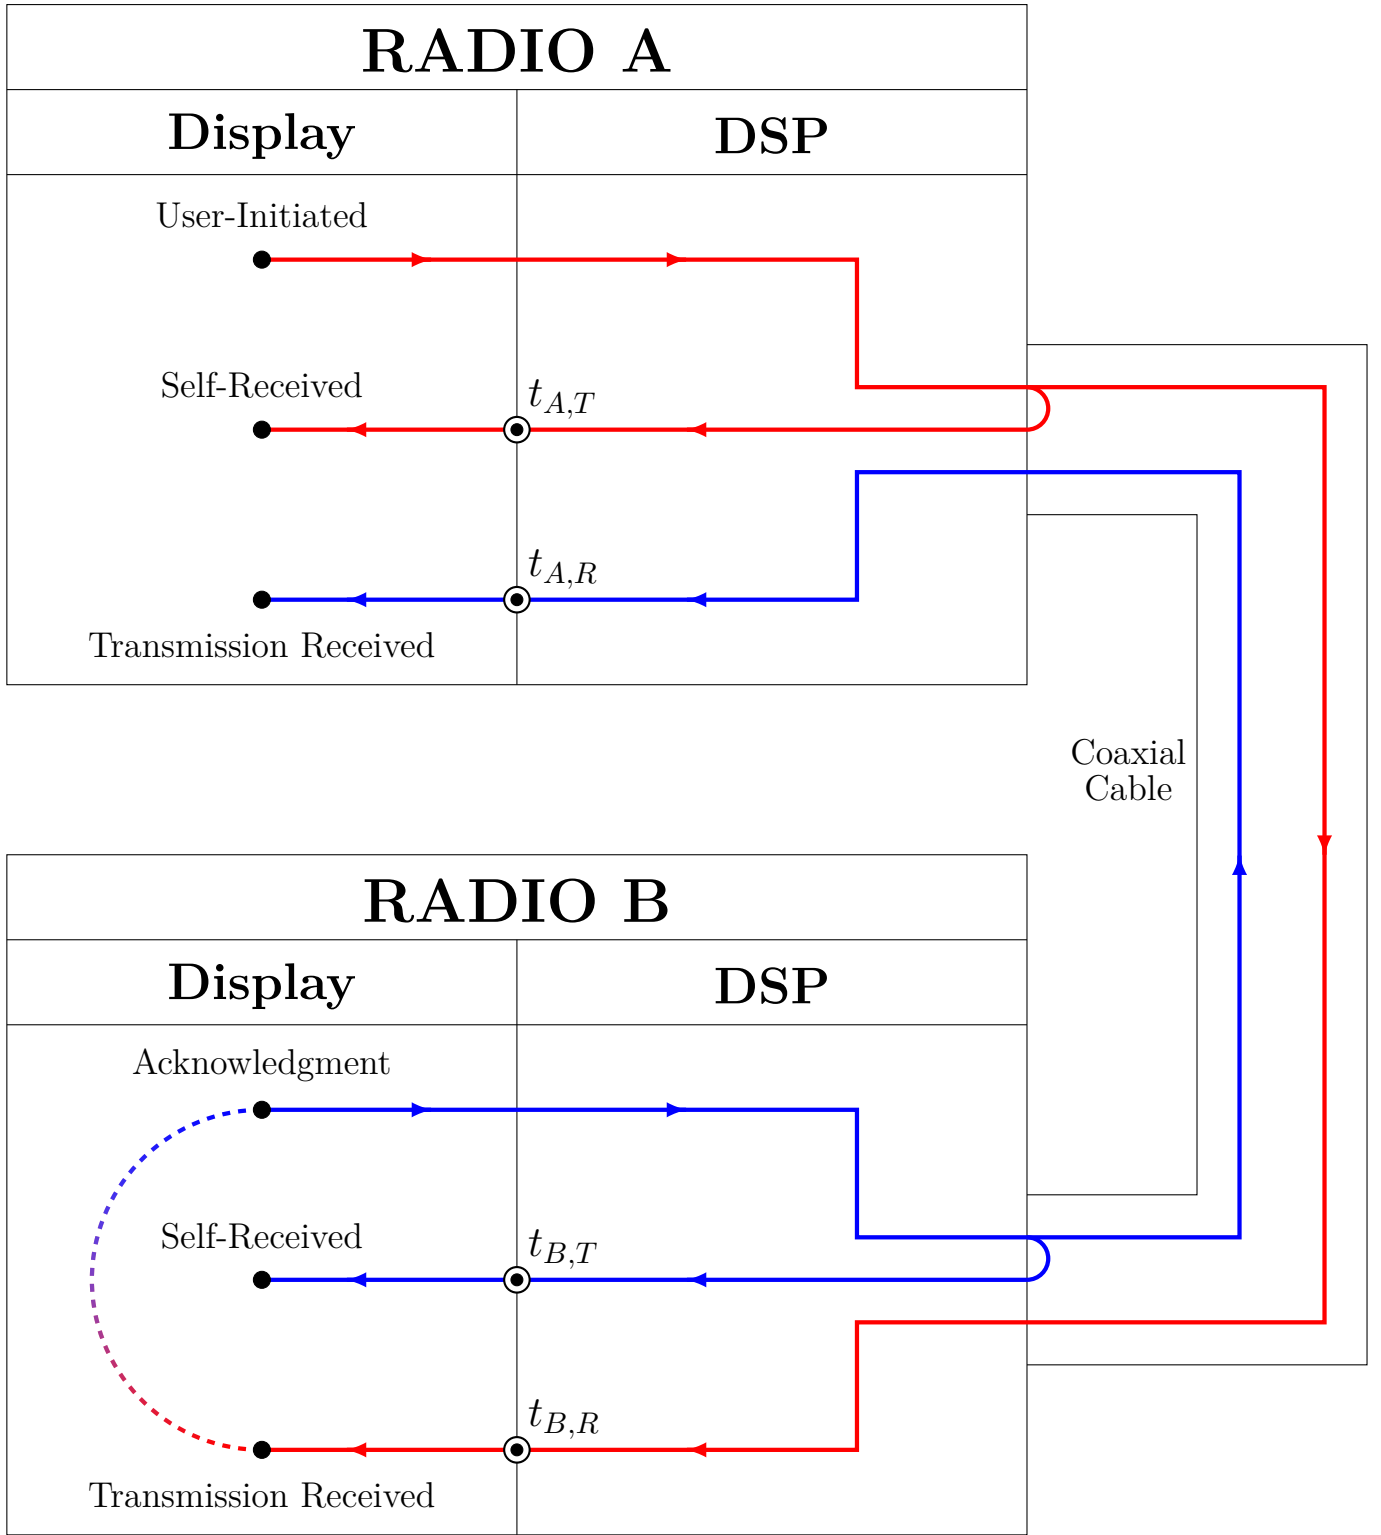 RADIO A
Display
DSP
User-Initiated
Self-Received
t_{A,T}
t_{A,R}
Transmission Received
Coaxial
Cable
RADIO B
Display
DSP
Acknowledgment
Self-Received
t_{B,T}
t_{B,R}
Transmission Received